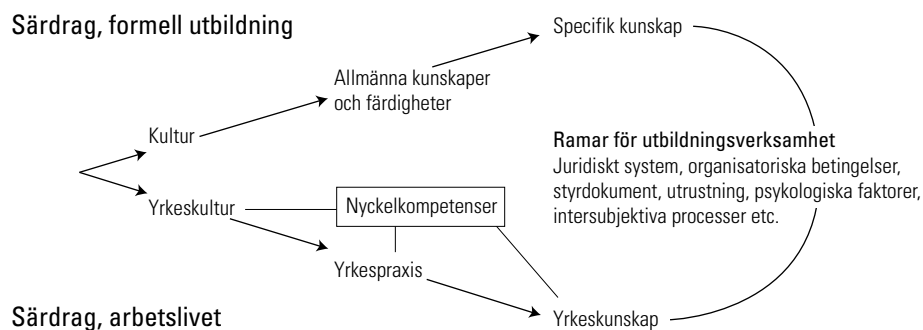 Särdrag, formell utbildning
Specifik kunskap
Allmänna kunskaper
och färdigheter
Kultur
Ramar för utbildningsverksamhet
Juridiskt system, organisatoriska betingelser,
styrdokument, utrustning, psykologiska faktorer,
intersubjektiva processer etc.
Yrkeskultur
Nyckelkompetenser
Yrkespraxis
Särdrag, arbetslivet
Yrkeskunskap